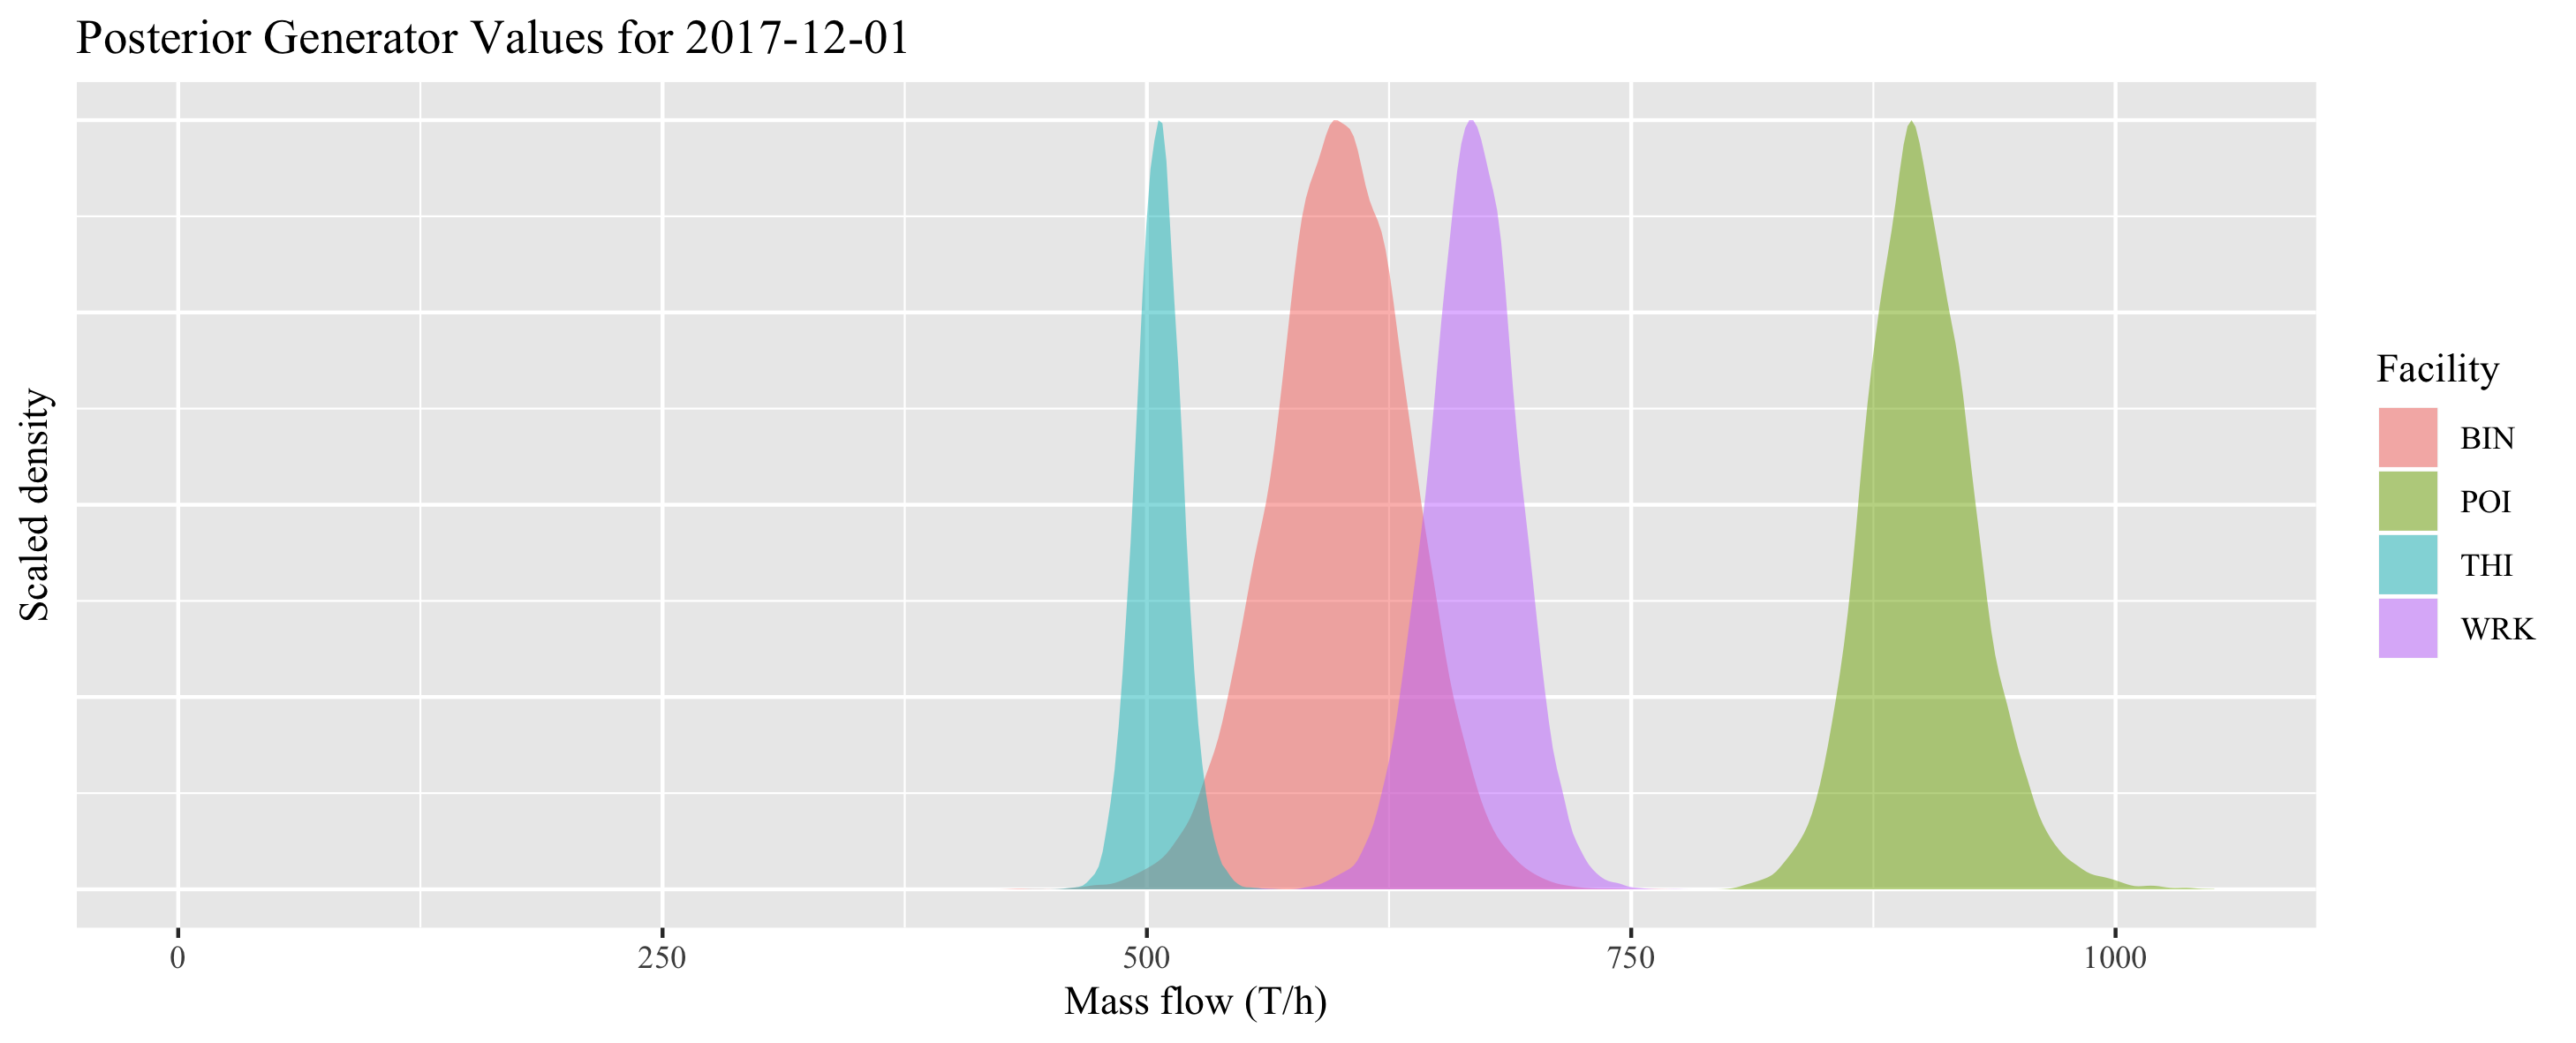 Posterior Generator Values for 2017-12-01
Scaled density
0 250 500 750 1000
Mass flow (T/h)
Facility
BIN
POI
THI
WRK